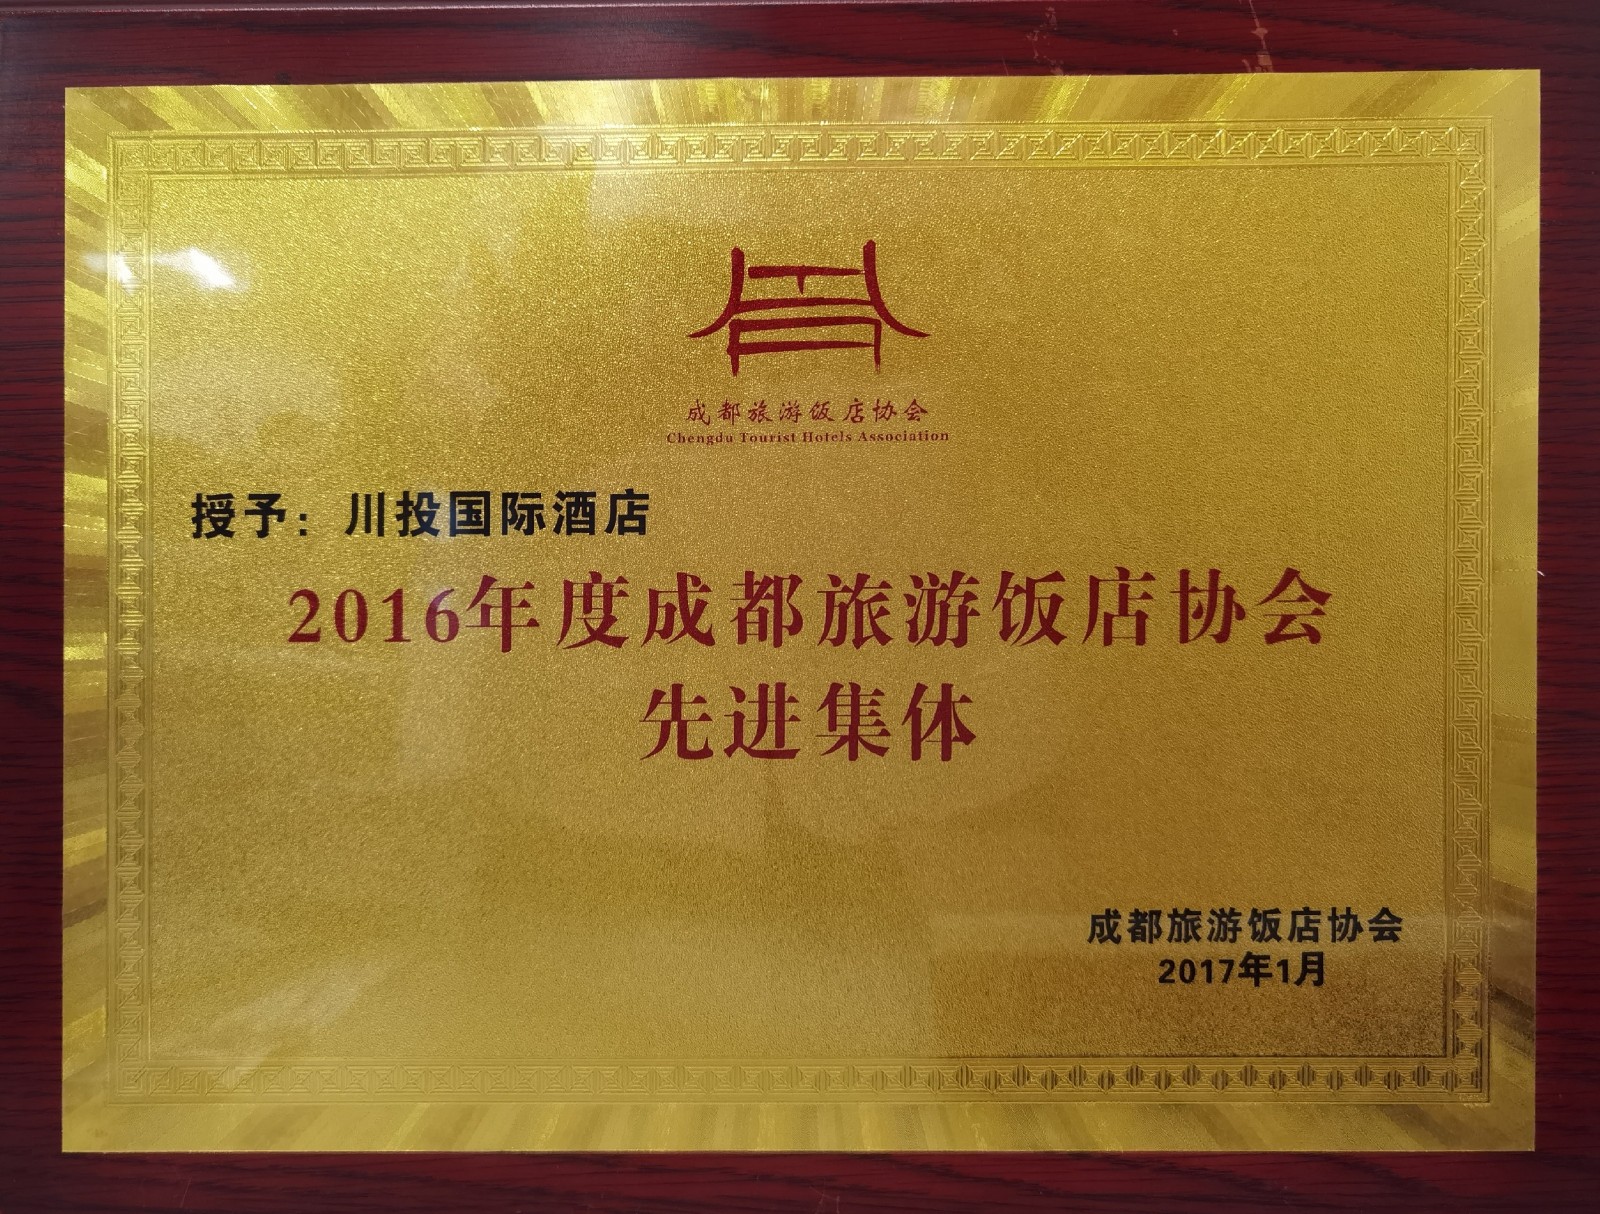 成都旅游饭店协会
Chengdu Tourist Hotels Association
授予：川投国际酒店
2016年度成都旅游饭店协会
先进集体
成都旅游饭店协会
2017年1月